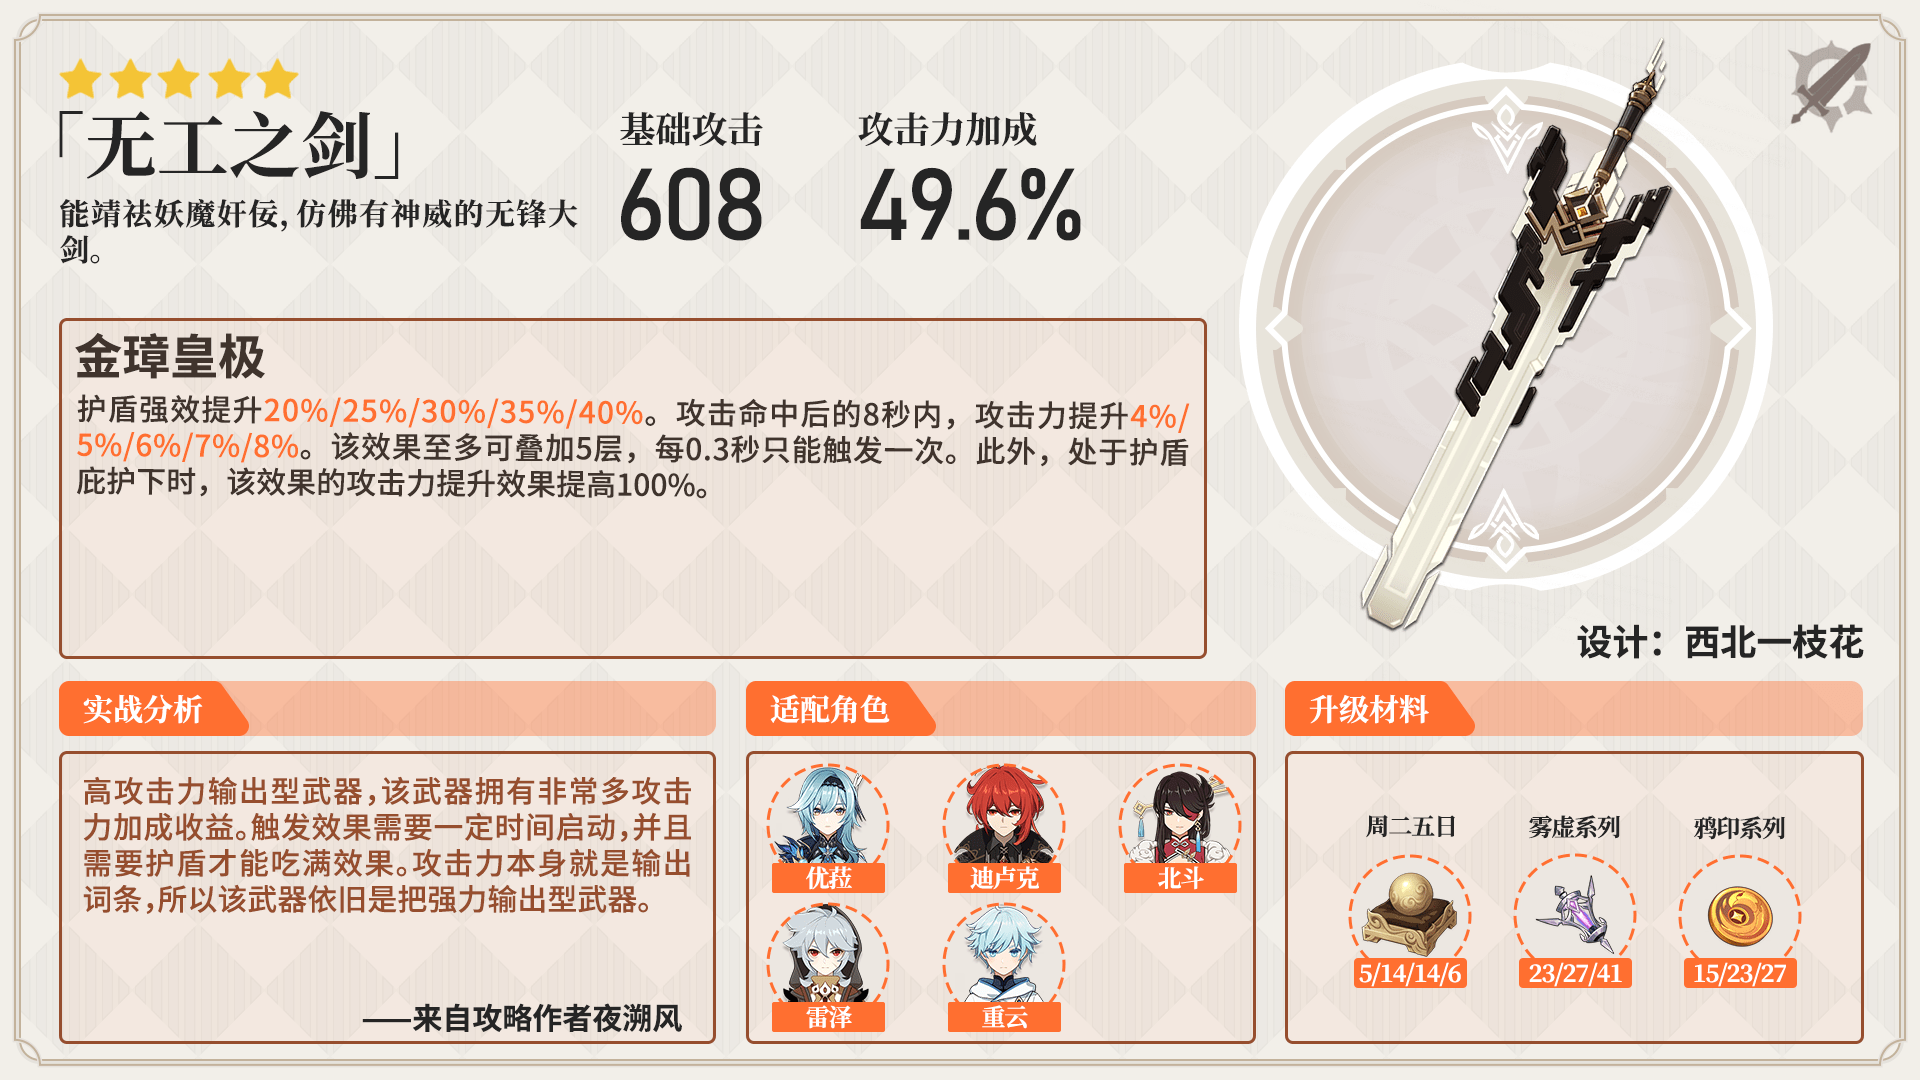 「无工之剑」
能靖祛妖魔奸佞，仿佛有神威的无锋大
剑。
基础攻击
608
攻击力加成
49.6%
金璋皇极
护盾强效提升20%/25%/30%/35%/40%。攻击命中后的8秒内，攻击力提升4%/
5%/6%/7%/8%。该效果至多可叠加5层，每0.3秒只能触发一次。此外，处于护盾
庇护下时，该效果的攻击力提升效果提高100%。
设计：西北一枝花
实战分析
高攻击力输出型武器，该武器拥有非常多攻击
力加成收益。触发效果需要一定时间启动，并且
需要护盾才能吃满效果。攻击力本身就是输出
词条，所以该武器依旧是把强力输出型武器。
——来自攻略作者夜溯风
适配角色
优菈
迪卢克
北斗
雷泽
重云
升级材料
周二五日
雾虚系列
鸦印系列
5/14/14/6
23/27/41
15/23/27